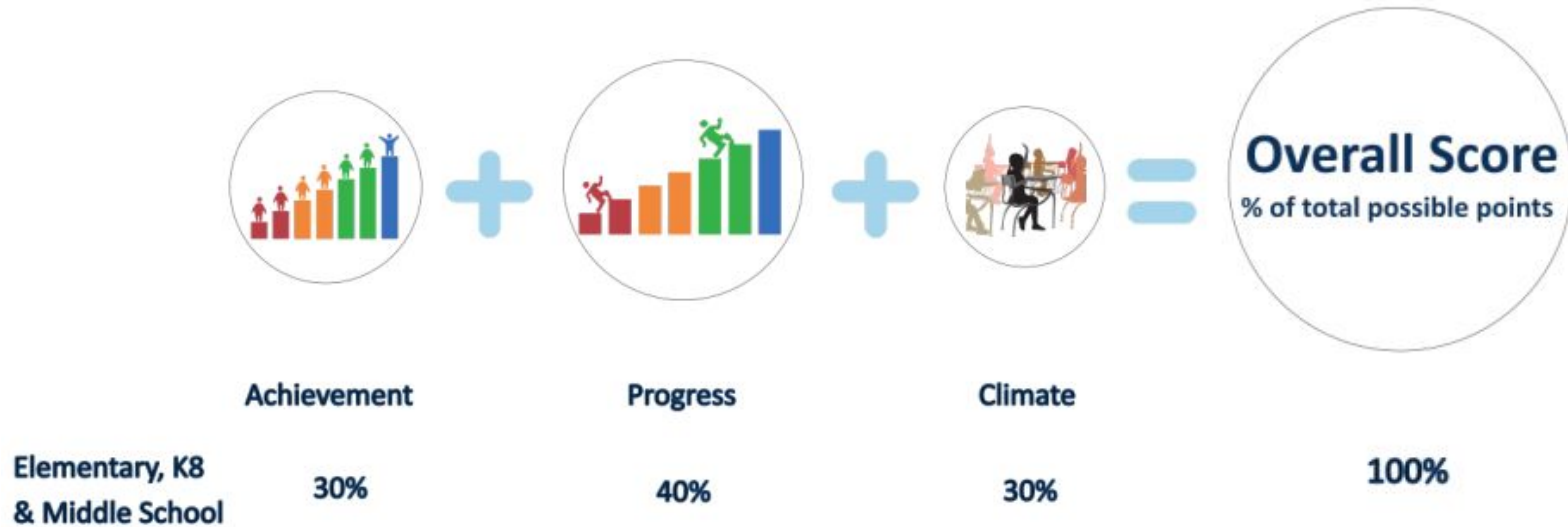 Overall Score
% of total possible points
Achievement
Progress
Climate
Elementary, K8
& Middle School
30%
40%
30%
100%